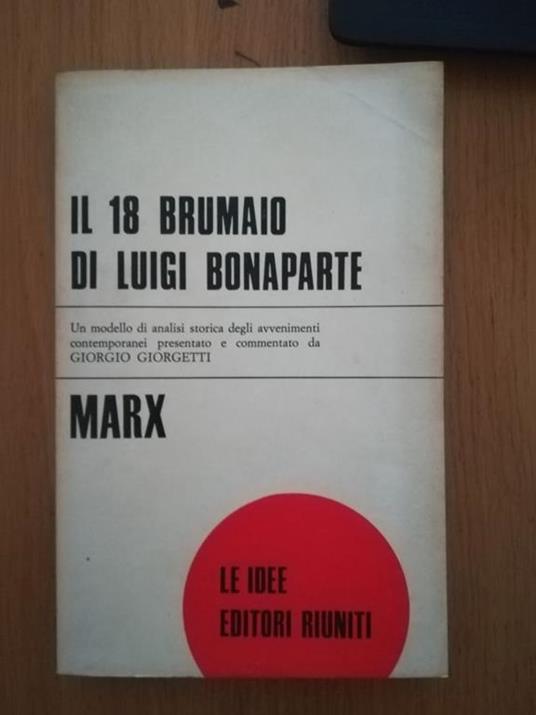 IL 18 BRUMAIO
DI LUIGI BONAPARTE
Un modello di analisi storica degli avvenimenti
contemporanei presentato e commentato da
GIORGIO GIORGETTI
MARX
LE IDEE
EDITORI RIUNITI